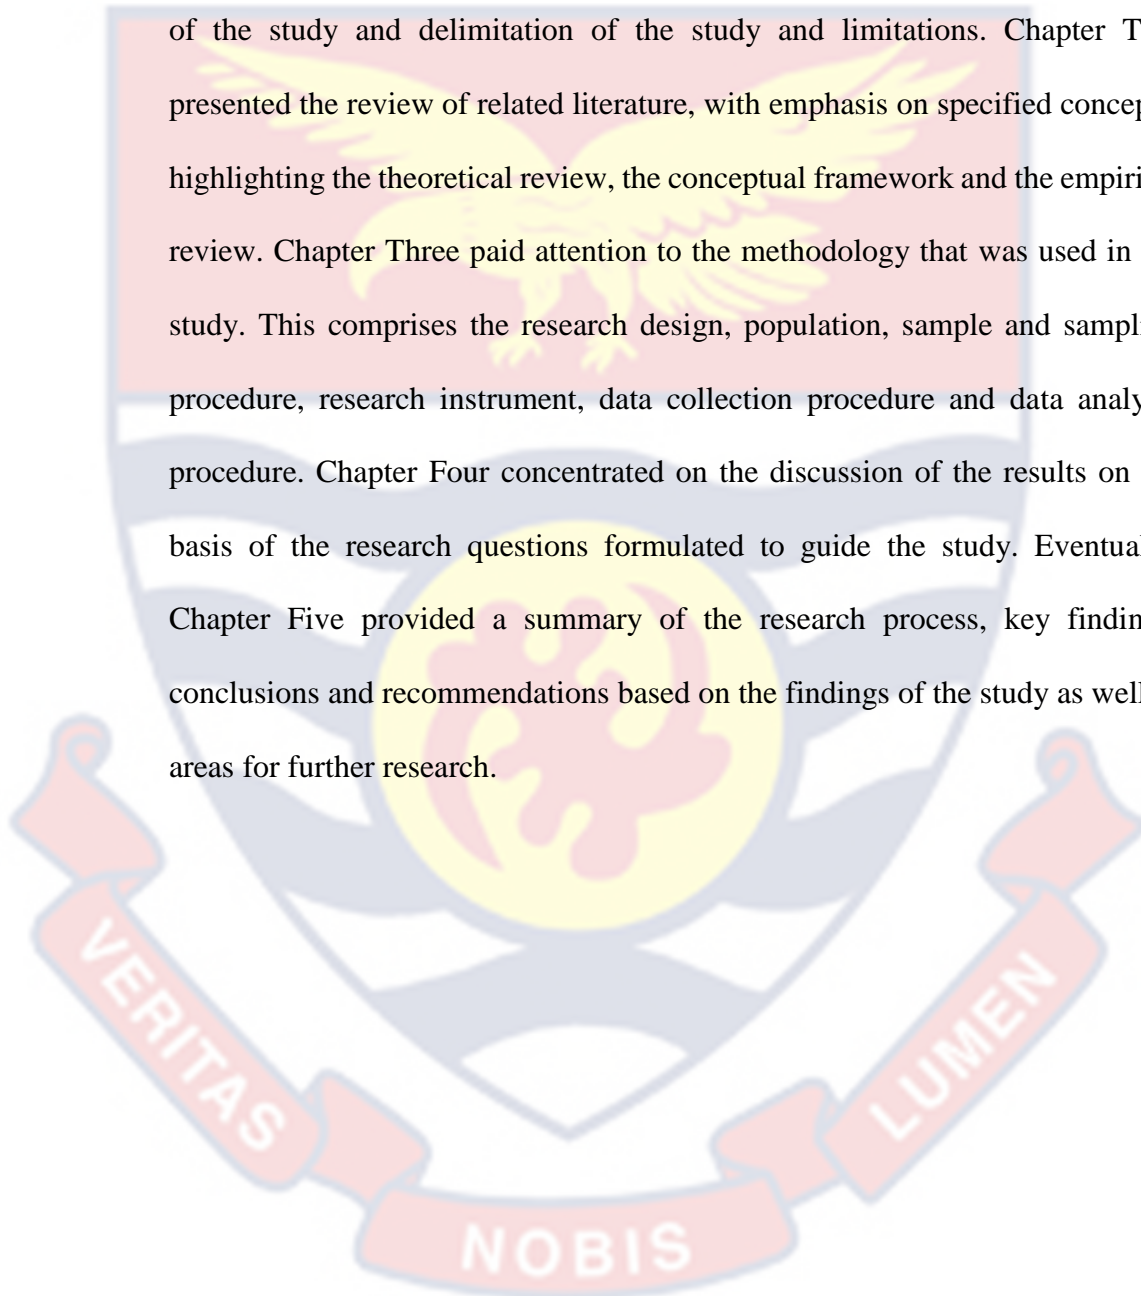 of the study and delimitation of the study and limitations. Chapter T
presented the review of related literature, with emphasis on specified concep
highlighting the theoretical review, the conceptual framework and the empiri
review. Chapter Three paid attention to the methodology that was used in
study. This comprises the research design, population, sample and sampli
procedure, research instrument, data collection procedure and data analy
procedure. Chapter Four concentrated on the discussion of the results on
basis of the research questions formulated to guide the study. Eventual
Chapter Five provided a summary of the research process, key findin
conclusions and recommendations based on the findings of the study as well
areas for further research.
VERITAS
NOBIS
LUMEN